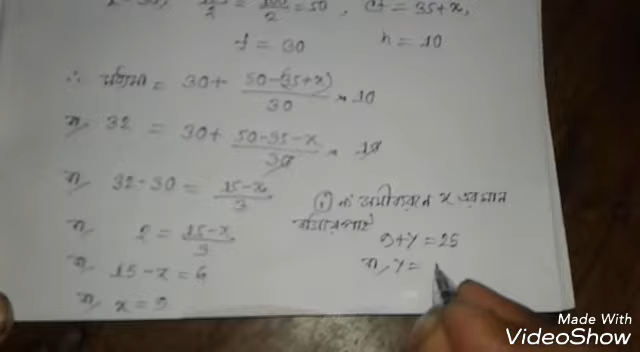 n/2 = 100/2 = 50, cf = 35+x,
f = 30 h = 10
∴ মধ্যিমা = 30+ 50-(35+x)/30 × 10
বা, 32 = 30+ 50-35-x/30 × 10
বা, 32-30 = 15-x/3
বা, 2 = 15-x/3
বা, 15-x = 6
বা, x = 9
① নং সমীকরণে x এর মান
বসিয়ে পাই
9+y = 25
বা, y =
Made With
VideoShow